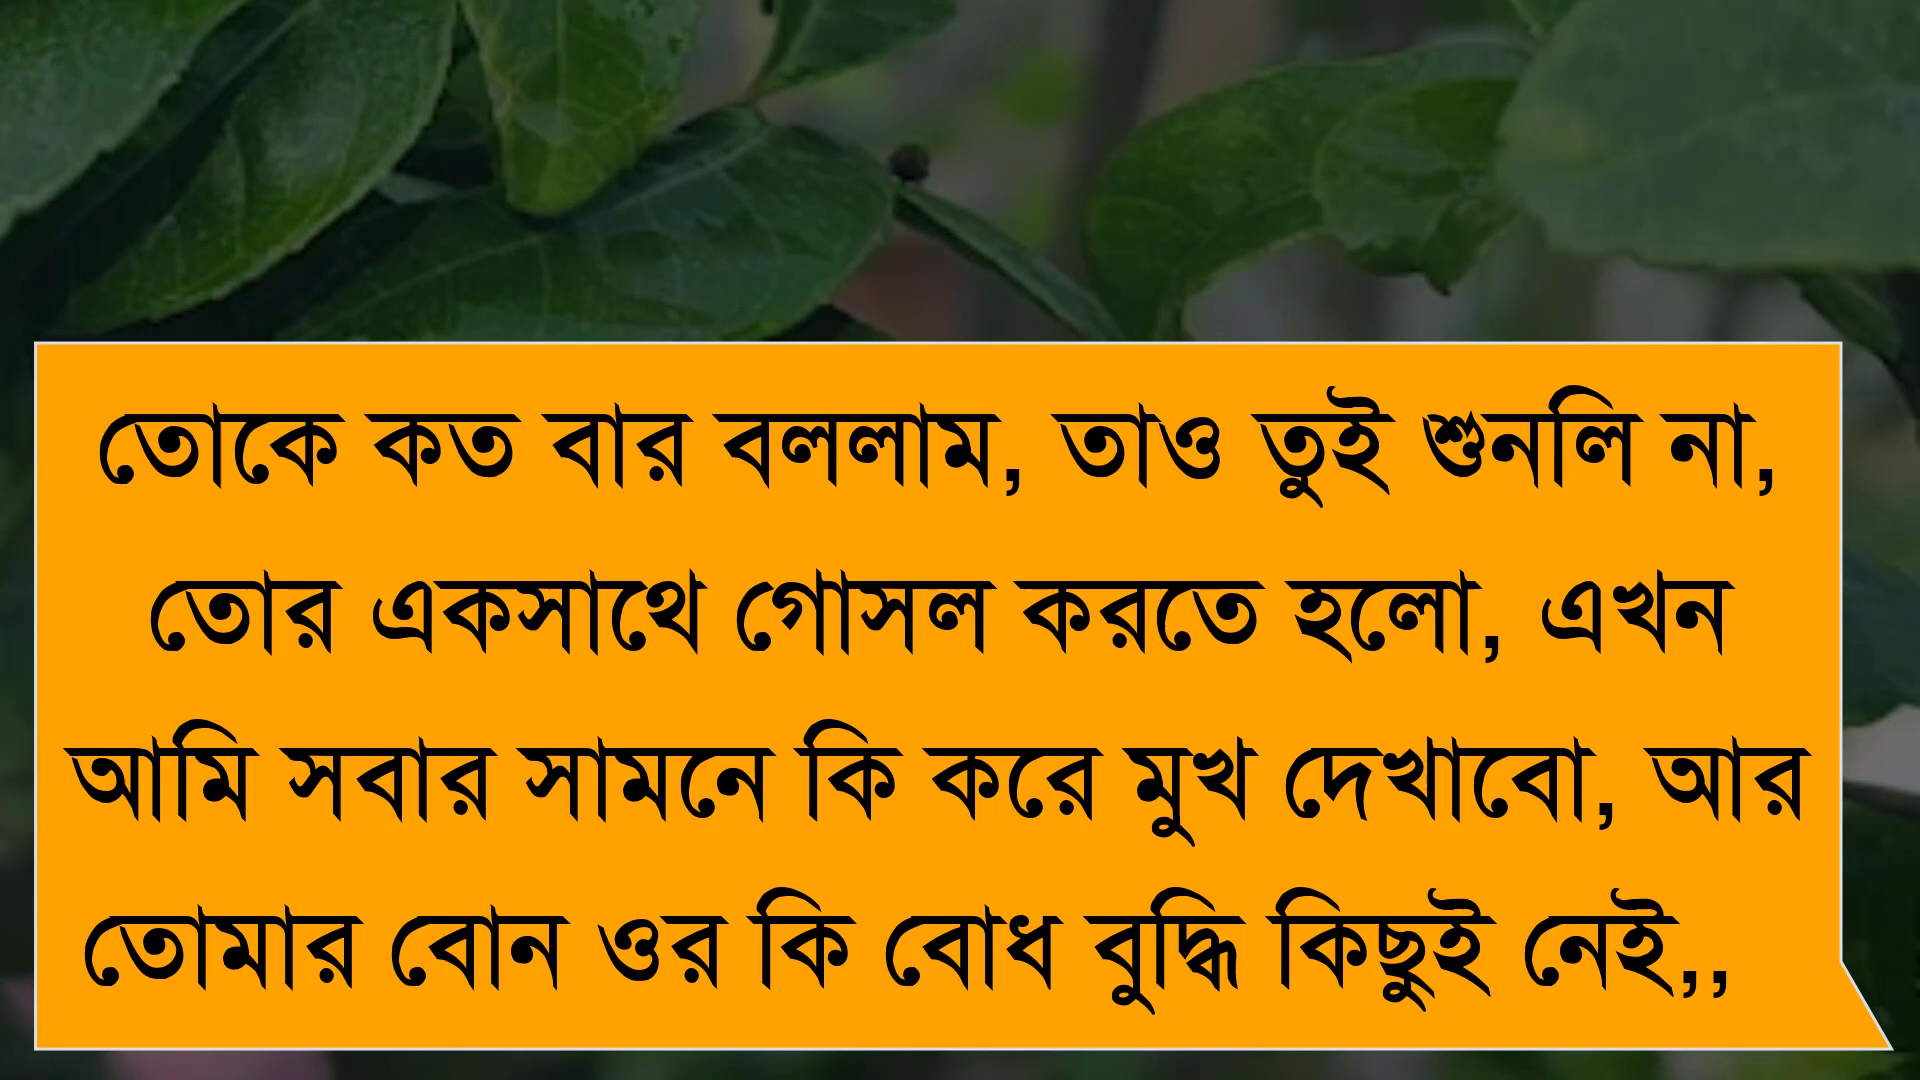 তোকে কত বার বললাম, তাও তুই শুনলি না,
তোর একসাথে গোসল করতে হলো, এখন
আমি সবার সামনে কি করে মুখ দেখাবো, আর
তোমার বোন ওর কি বোধ বুদ্ধি কিছুই নেই,,